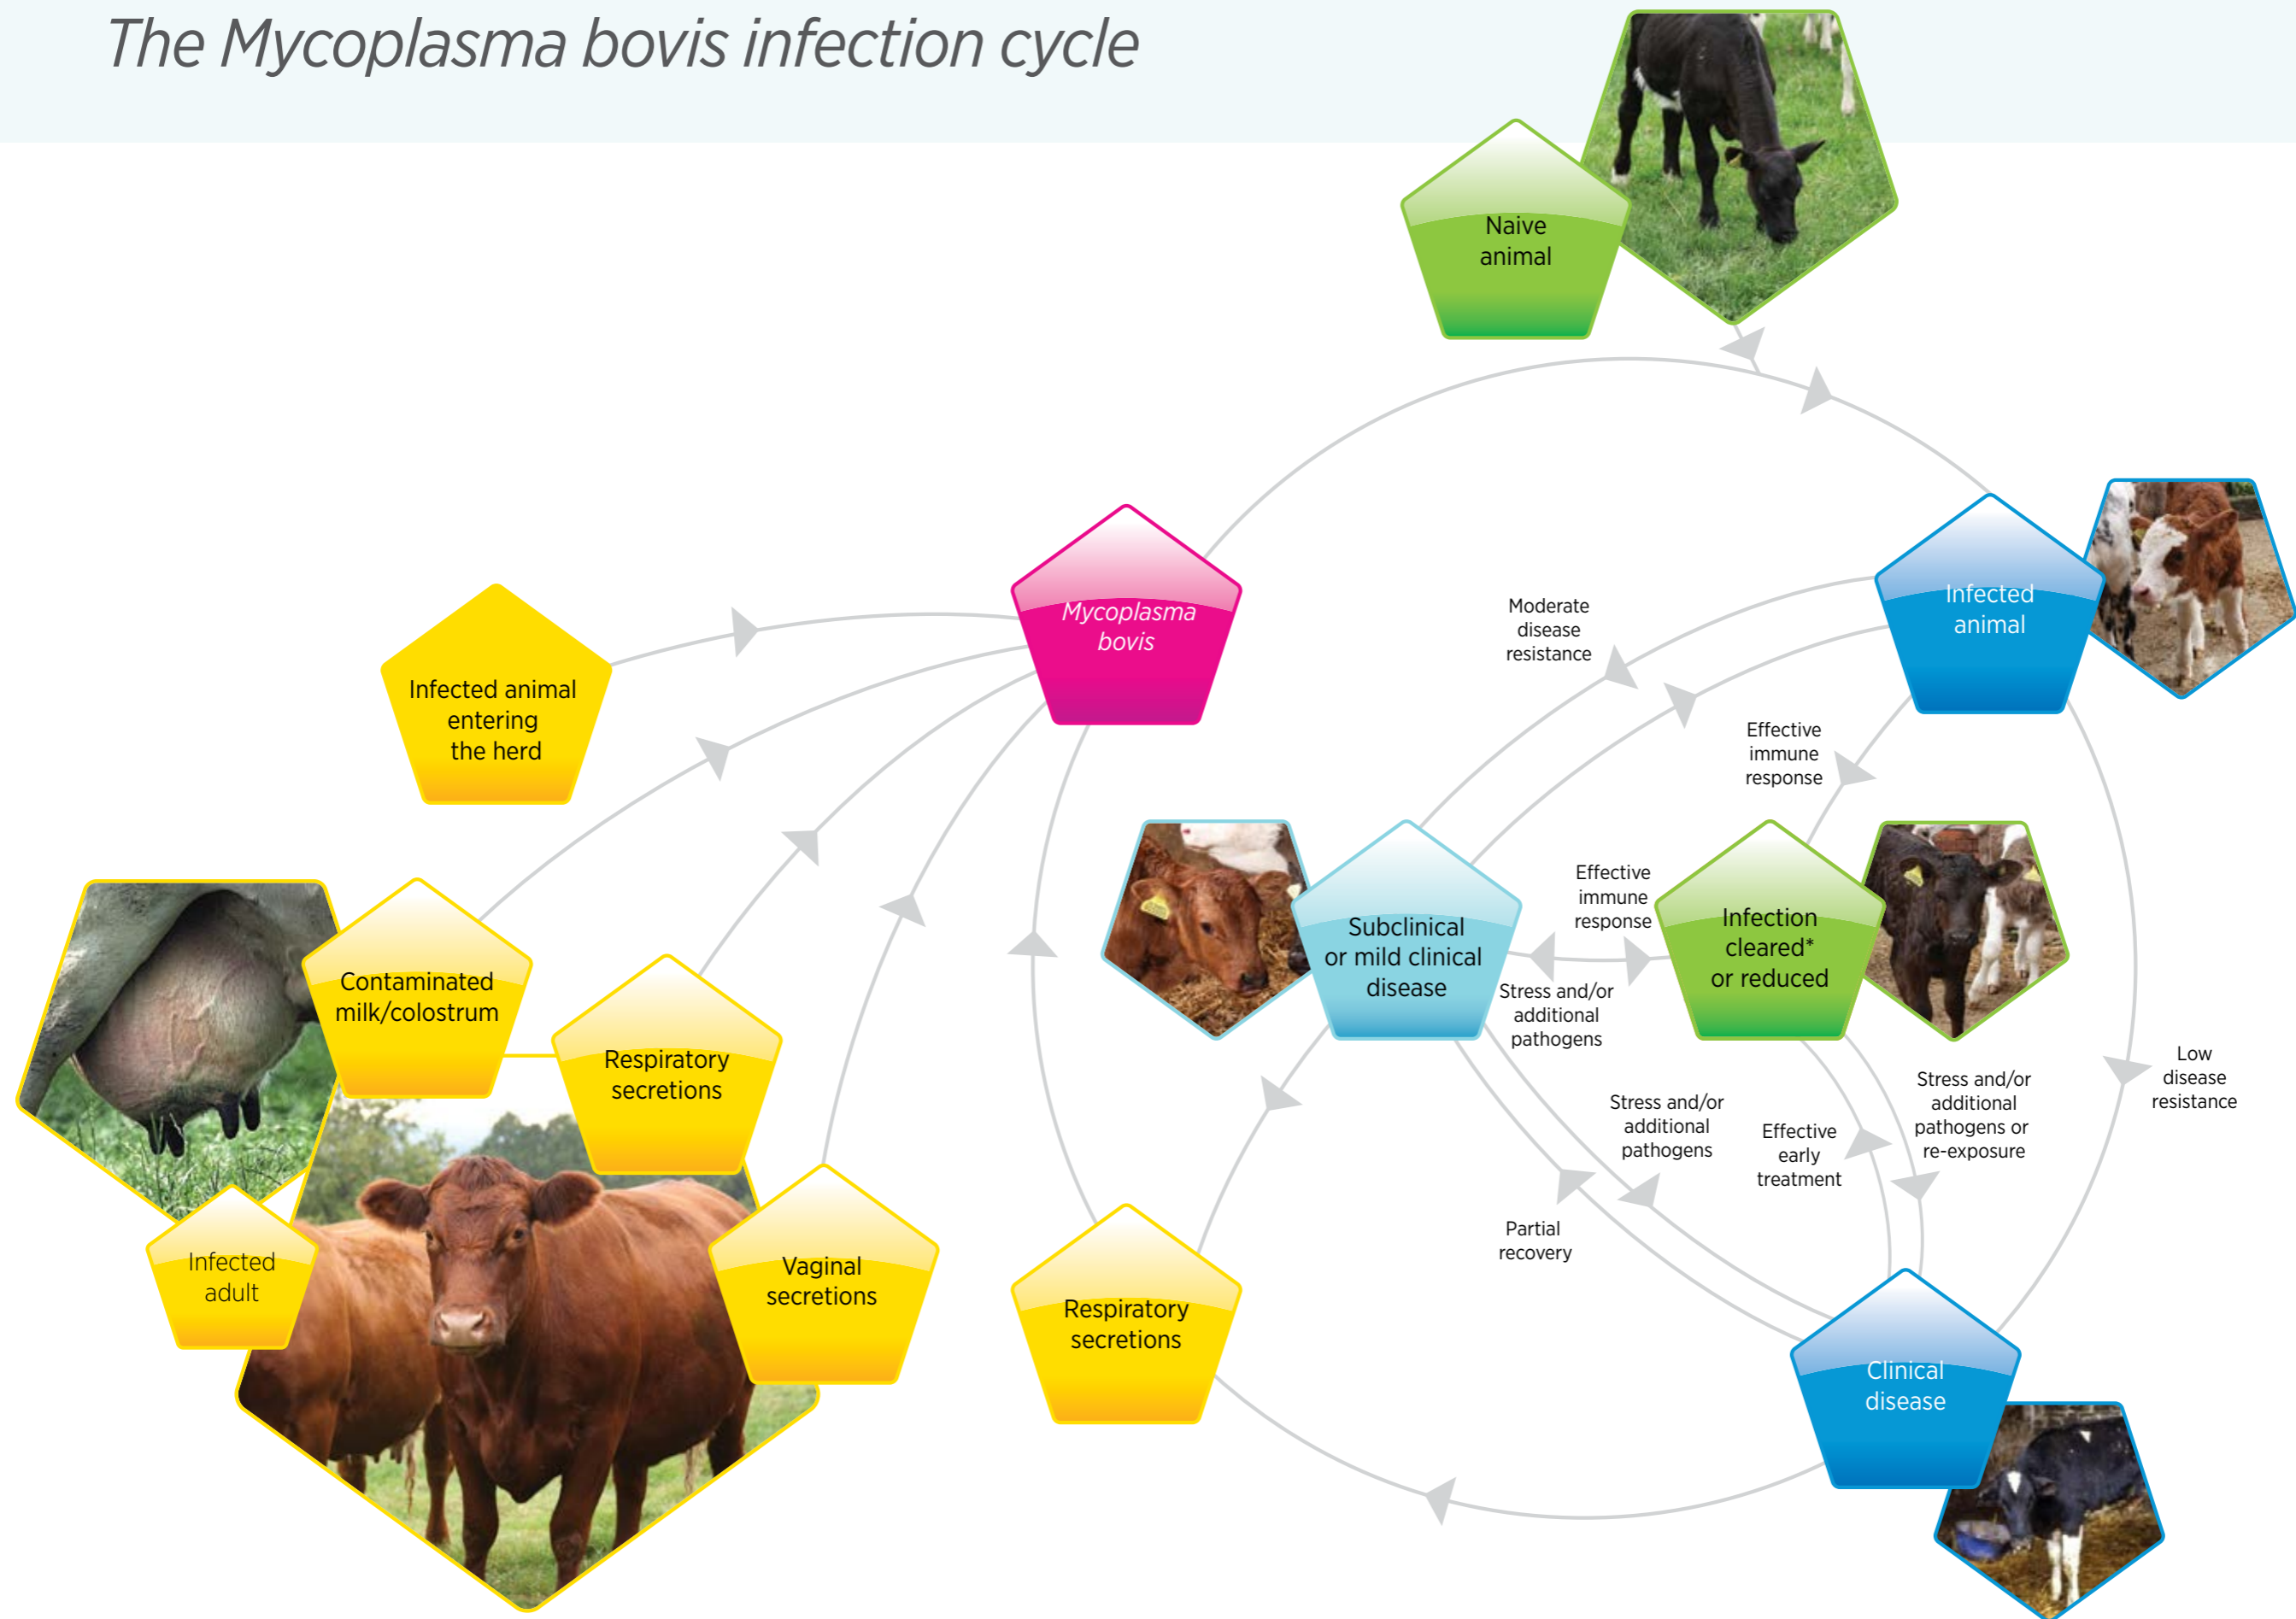 The Mycoplasma bovis infection cycle
Naive
animal
Mycoplasma
bovis
Infected
animal
Moderate
disease
resistance
Infected animal
entering
the herd
Effective
immune
response
Effective
immune
response
Subclinical
or mild clinical
disease
Infection
cleared*
or reduced
Contaminated
milk/colostrum
Stress and/or
additional
pathogens
Respiratory
secretions
Low
disease
resistance
Stress and/or
additional
pathogens or
re-exposure
Stress and/or
additional
pathogens
Effective
early
treatment
Partial
recovery
Infected
adult
Vaginal
secretions
Respiratory
secretions
Clinical
disease